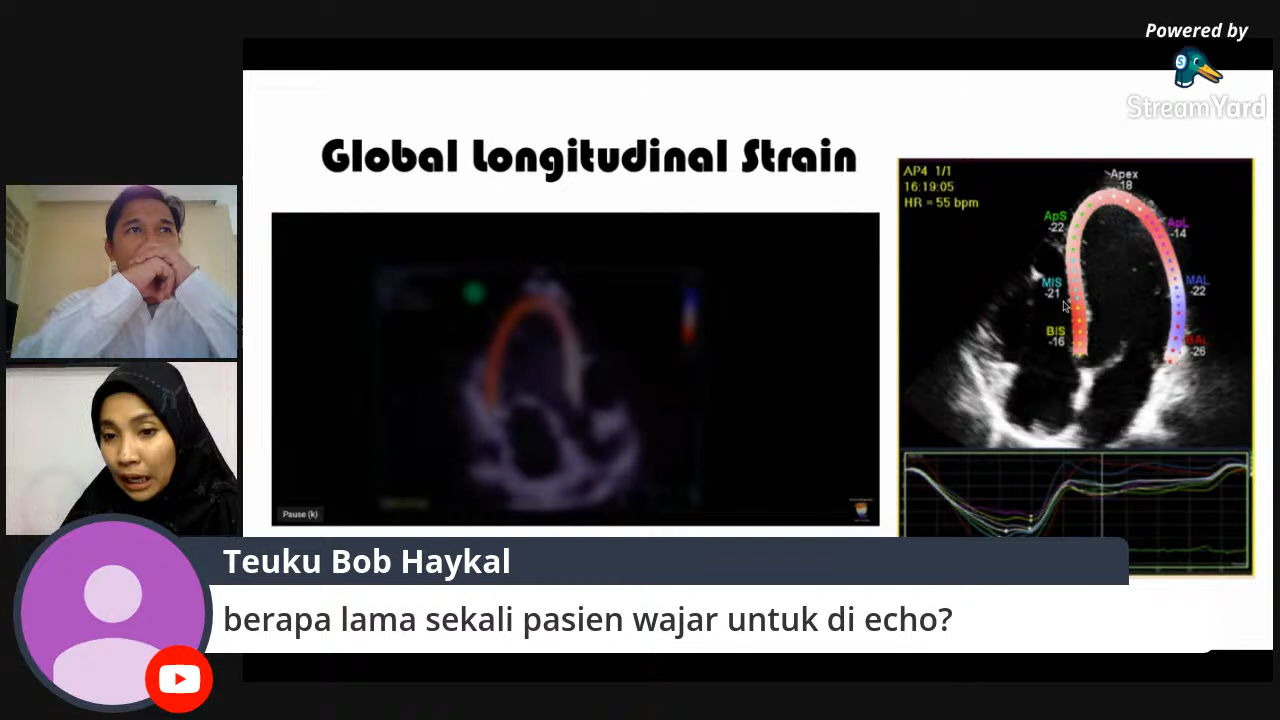 Powered by
StreamYard
Global Longitudinal Strain
AP4 1/1
16:19:05
HR = 55 bpm
Apex
-18
ApS
-22
ApL
-14
MIS
-21
MAL
-22
BIS
-16
BAL
-26
Pause (k)
Teuku Bob Haykal
berapa lama sekali pasien wajar untuk di echo?